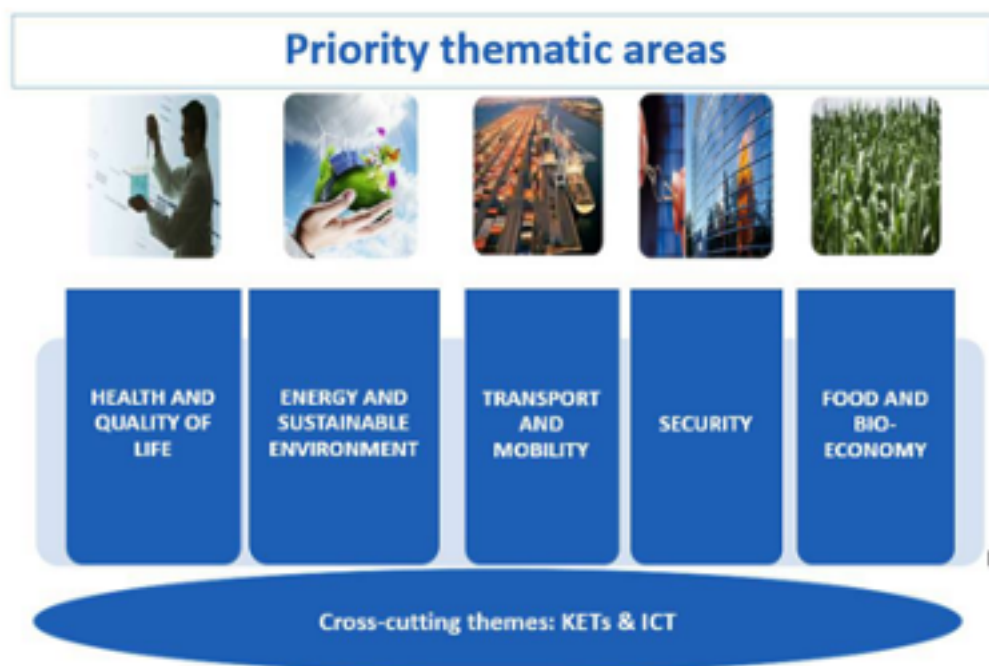 Priority thematic areas
HEALTH AND
QUALITY OF
LIFE
ENERGY AND
SUSTAINABLE
ENVIRONMENT
TRANSPORT
AND
MOBILITY
SECURITY
FOOD AND
BIO-
ECONOMY
Cross-cutting themes: KETs & ICT